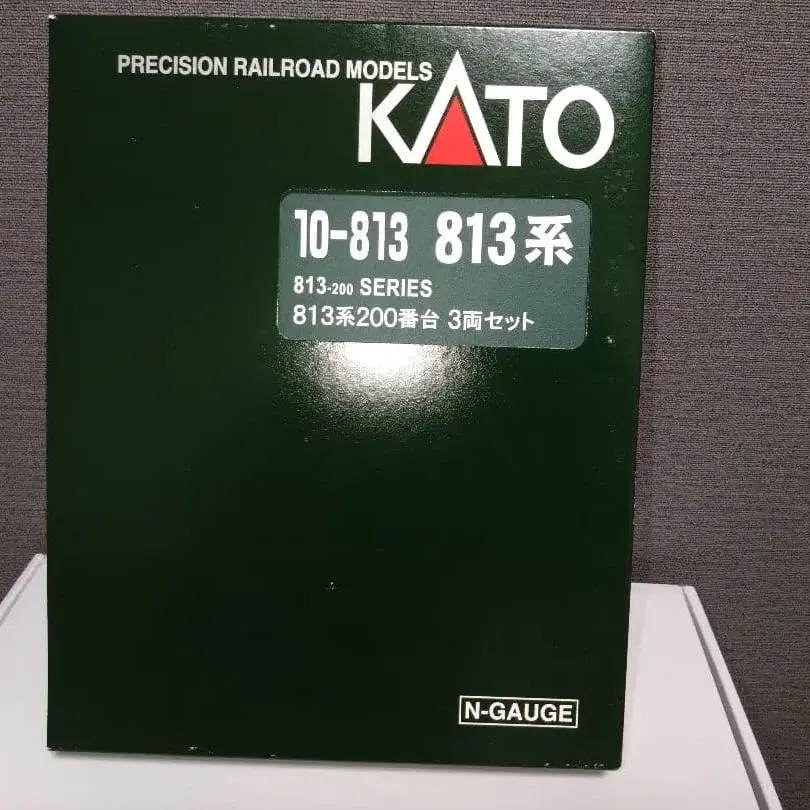 PRECISION RAILROAD MODELS
KATO
10-813 813系
813-200 SERIES
813系200番台 3両セット
N-GAUGE